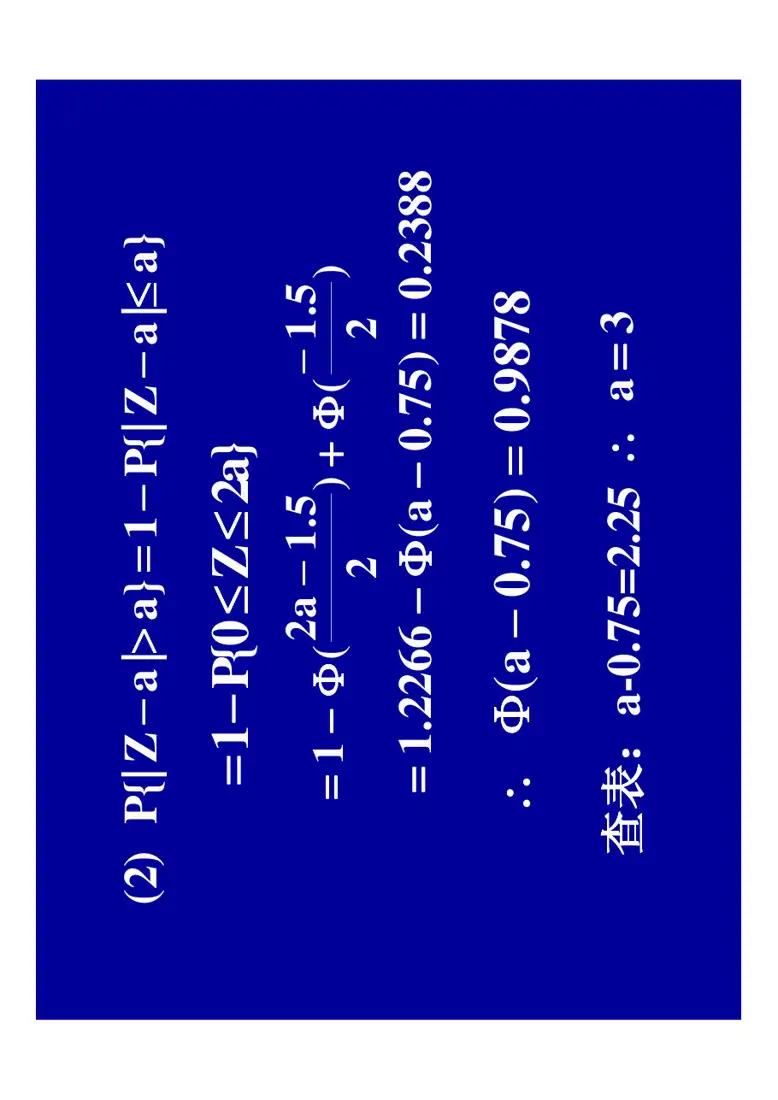 (2) P{|Z−a|>a}=1−P{|Z−a|≤a}
=1−P{0≤Z≤2a}
=1−Φ((2a−1.5)/2)+Φ(−1.5/2)
=1.2266−Φ(a−0.75)=0.2388
∴ Φ(a−0.75)=0.9878
查表：a-0.75=2.25 ∴ a=3